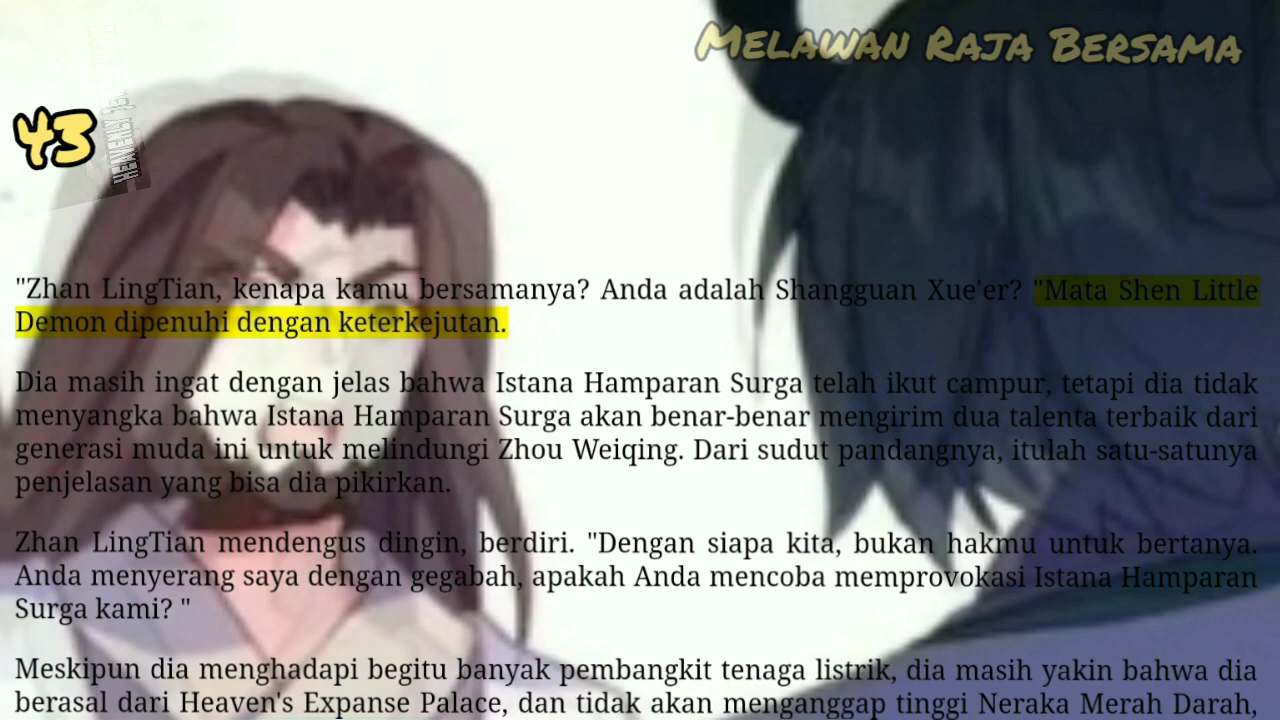 Melawan Raja Bersama
43
HEAVENLY
"Zhan LingTian, kenapa kamu bersamanya? Anda adalah Shangguan Xue'er? "Mata Shen Little
Demon dipenuhi dengan keterkejutan.
Dia masih ingat dengan jelas bahwa Istana Hamparan Surga telah ikut campur, tetapi dia tidak
menyangka bahwa Istana Hamparan Surga akan benar-benar mengirim dua talenta terbaik dari
generasi muda ini untuk melindungi Zhou Weiqing. Dari sudut pandangnya, itulah satu-satunya
penjelasan yang bisa dia pikirkan.
Zhan LingTian mendengus dingin, berdiri. "Dengan siapa kita, bukan hakmu untuk bertanya.
Anda menyerang saya dengan gegabah, apakah Anda mencoba memprovokasi Istana Hamparan
Surga kami? "
Meskipun dia menghadapi begitu banyak pembangkit tenaga listrik, dia masih yakin bahwa dia
berasal dari Heaven's Expanse Palace, dan tidak akan menganggap tinggi Neraka Merah Darah,